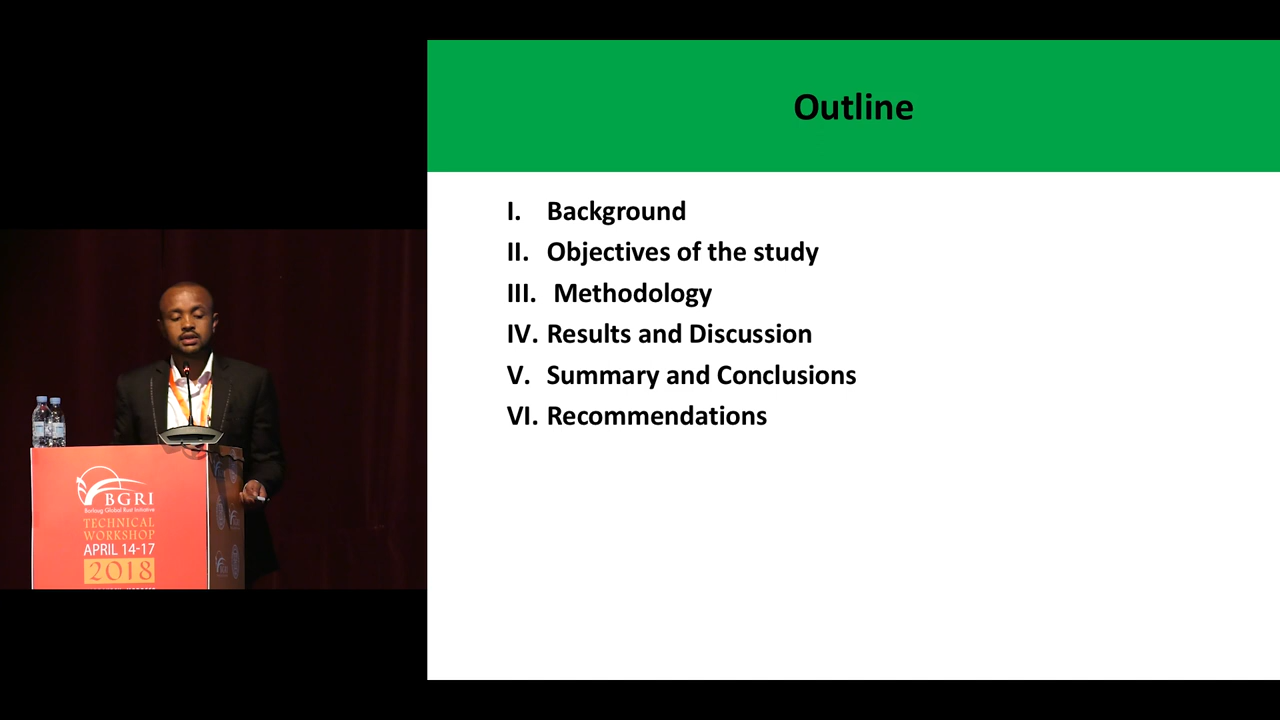 Outline
I. Background
II. Objectives of the study
III. Methodology
IV. Results and Discussion
V. Summary and Conclusions
VI. Recommendations
BGRI
Borlaug Global Rust Initiative
TECHNICAL
WORKSHOP
APRIL 14-17
2018